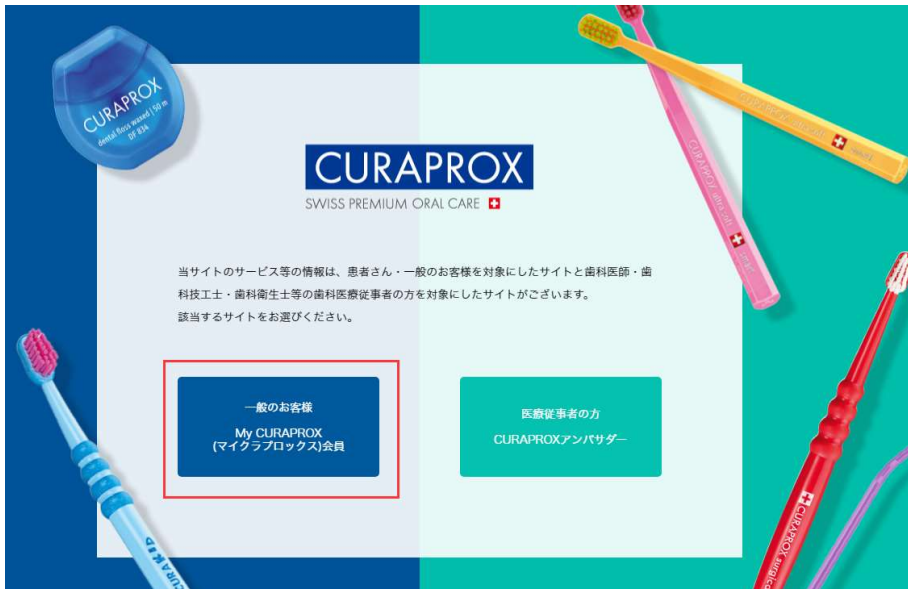 CURAPROX
dental floss waxed | 50 m
DF 834
CURAPROX
SWISS PREMIUM ORAL CARE
当サイトのサービス等の情報は、患者さん・一般のお客様を対象にしたサイトと歯科医師・歯
科技工士・歯科衛生士等の歯科医療従事者の方を対象にしたサイトがございます。
該当するサイトをお選びください。
一般のお客様
My CURAPROX
(マイクラプロックス)会員
医療従事者の方
CURAPROXアンバサダー
CURAPROX ultra soft
CURAKID
CURAPROX surgical